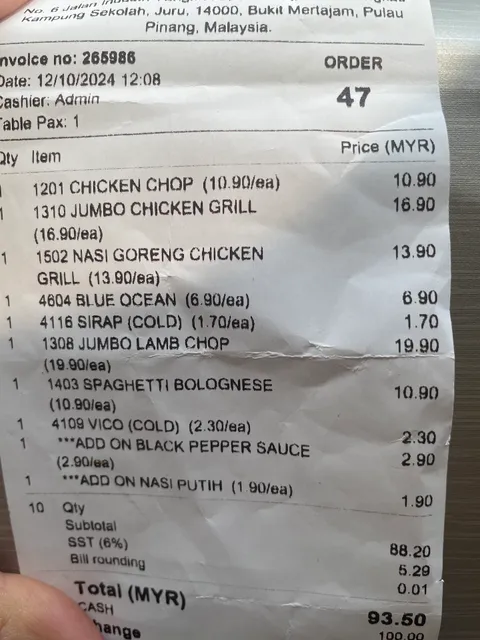 No. 6 Jalan
Kampung Sekolah, Juru, 14000, Bukit Mertajam, Pulau
Pinang, Malaysia.
nvoice no: 265986
ORDER
Date: 12/10/2024 12:08
47
Cashier: Admin
Table Pax: 1
Qty Item Price (MYR)
1 1201 CHICKEN CHOP (10.90/ea) 10.90
1 1310 JUMBO CHICKEN GRILL 16.90
(16.90/ea)
1 1502 NASI GORENG CHICKEN 13.90
GRILL (13.90/ea)
1 4604 BLUE OCEAN (6.90/ea) 6.90
1 4116 SIRAP (COLD) (1.70/ea) 1.70
1 1308 JUMBO LAMB CHOP 19.90
(19.90/ea)
1 1403 SPAGHETTI BOLOGNESE 10.90
(10.90/ea)
1 4109 VICO (COLD) (2.30/ea) 2.30
1 ***ADD ON BLACK PEPPER SAUCE 2.90
(2.90/ea)
1 ***ADD ON NASI PUTIH (1.90/ea) 1.90
10 Qty
Subtotal 88.20
SST (6%) 5.29
Bill rounding 0.01
Total (MYR) 93.50
CASH 100.00
hange